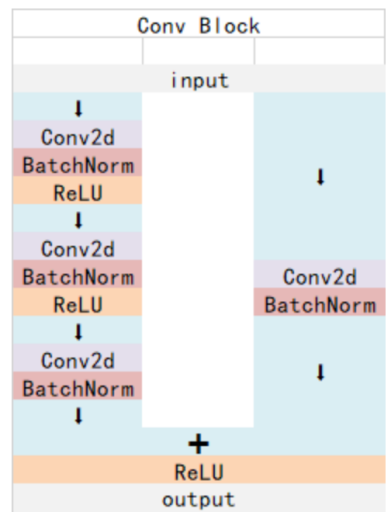 Conv Block
input
⬇
Conv2d
BatchNorm
ReLU
⬇
Conv2d
BatchNorm
ReLU
⬇
Conv2d
BatchNorm
⬇
⬇
Conv2d
BatchNorm
⬇
+
ReLU
output